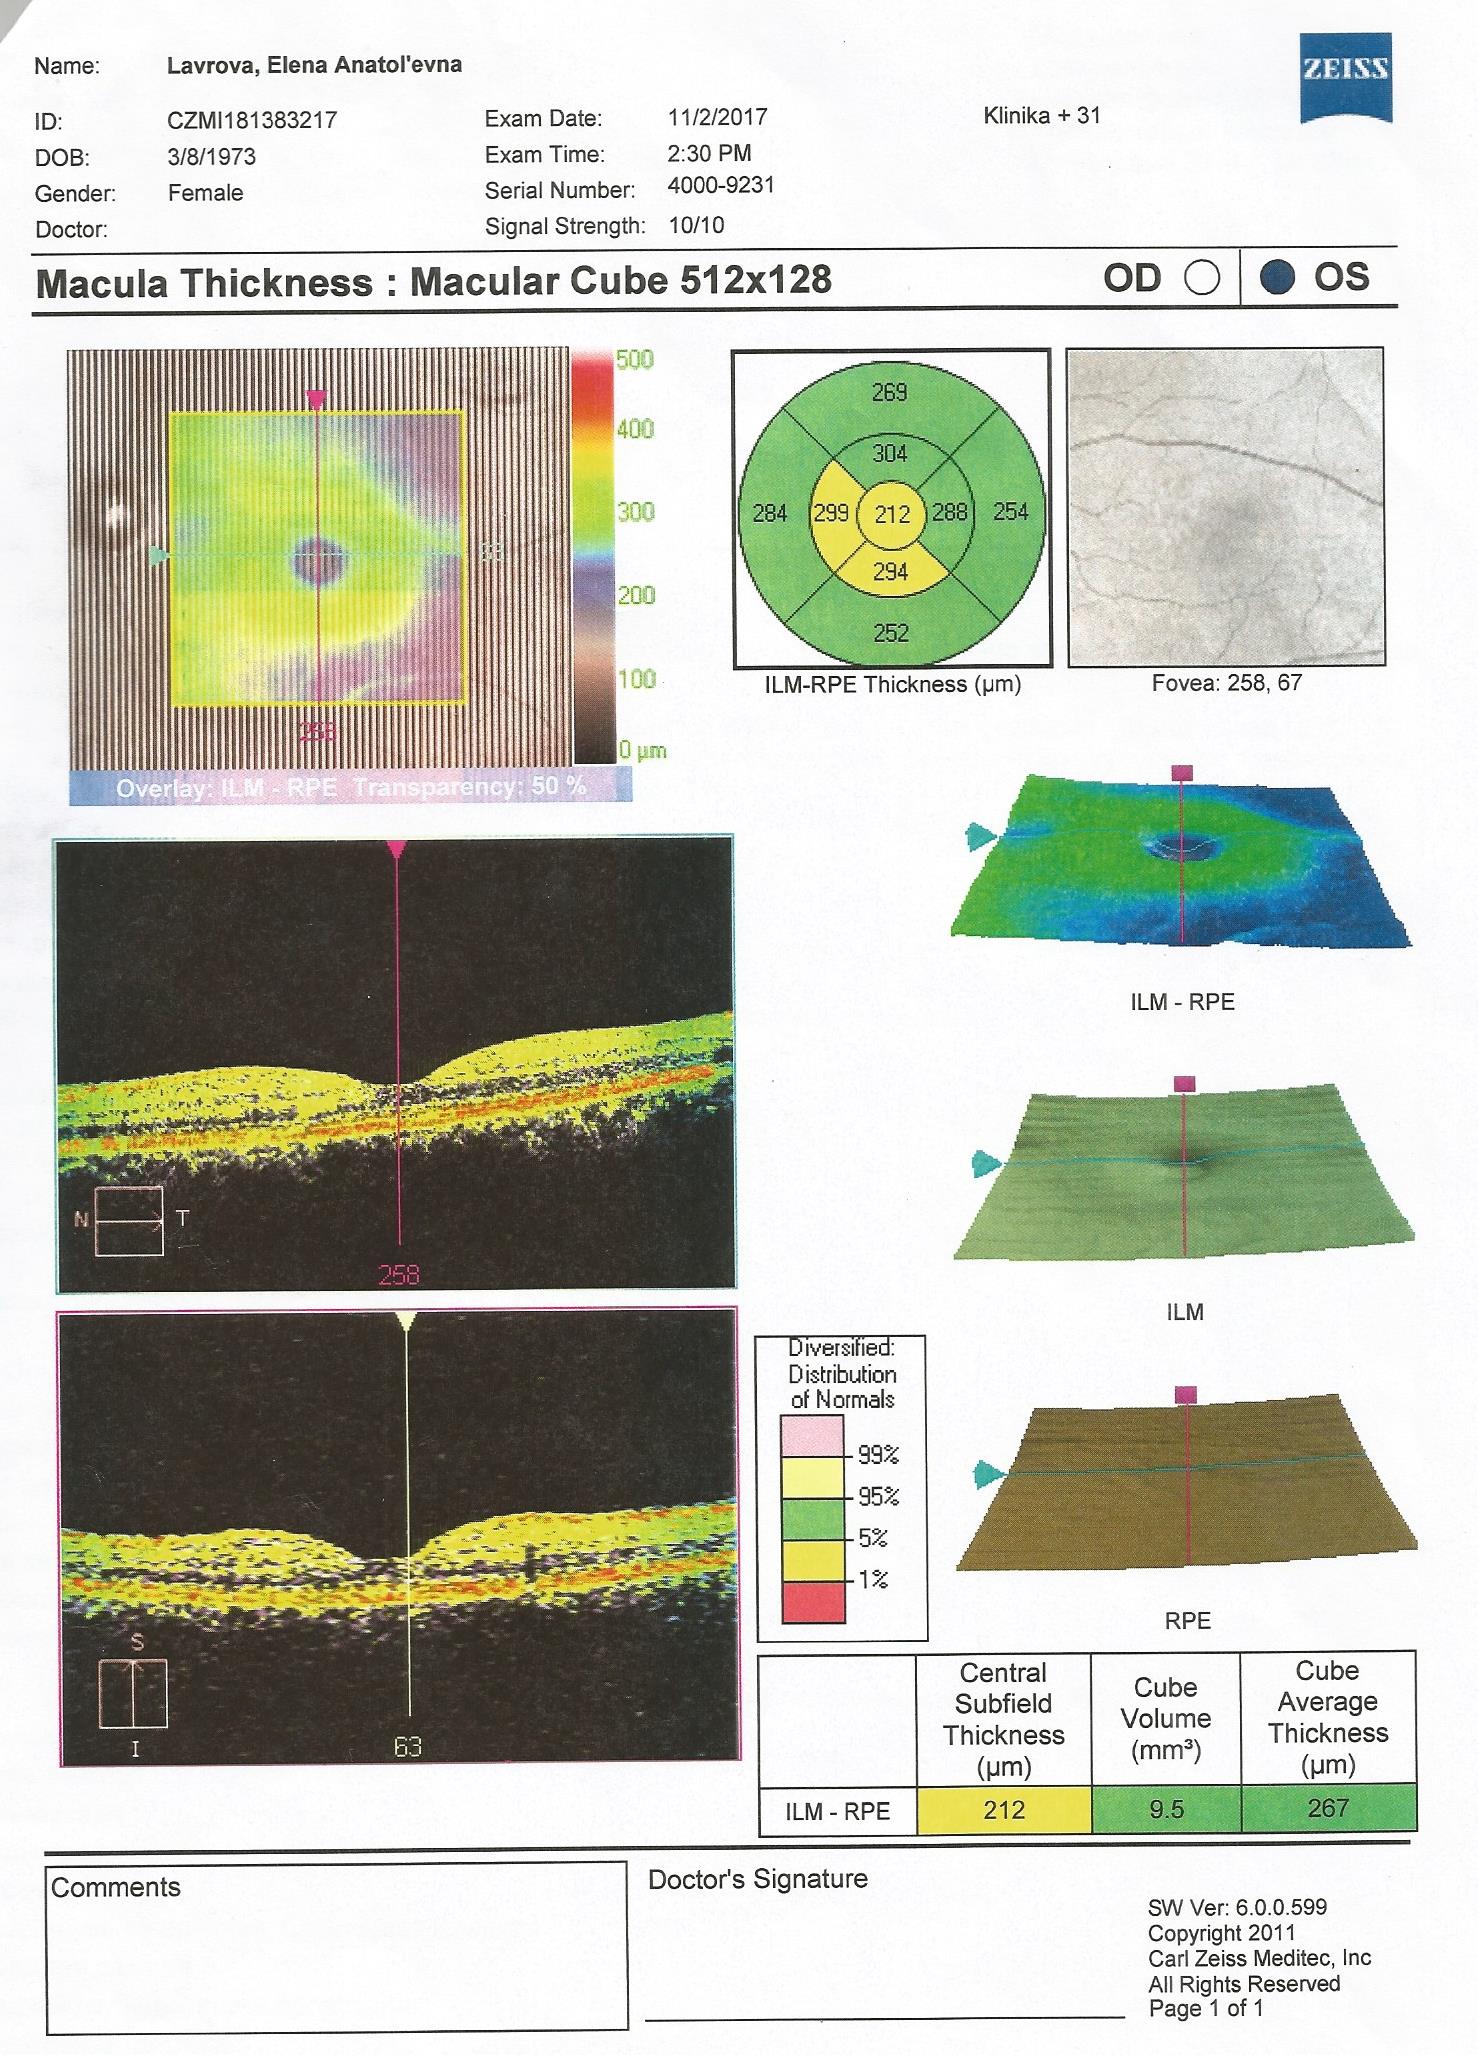 ZEISS
Name: Lavrova, Elena Anatol'evna
ID: CZMI181383217 Exam Date: 11/2/2017 Klinika + 31
DOB: 3/8/1973 Exam Time: 2:30 PM
Gender: Female Serial Number: 4000-9231
Doctor: Signal Strength: 10/10
Macula Thickness : Macular Cube 512x128 OD OS
500
400
300
200
100
0 µm
63
258
Overlay: ILM - RPE Transparency: 50 %
269
304
284 299 212 288 254
294
252
ILM-RPE Thickness (µm)
Fovea: 258, 67
ILM - RPE
N T
258
ILM
S
I
63
Diversified:
Distribution
of Normals
99%
95%
5%
1%
RPE
Central
Subfield
Thickness
(µm)
Cube
Volume
(mm³)
Cube
Average
Thickness
(µm)
ILM - RPE 212 9.5 267
Comments
Doctor's Signature
SW Ver: 6.0.0.599
Copyright 2011
Carl Zeiss Meditec, Inc
All Rights Reserved
Page 1 of 1